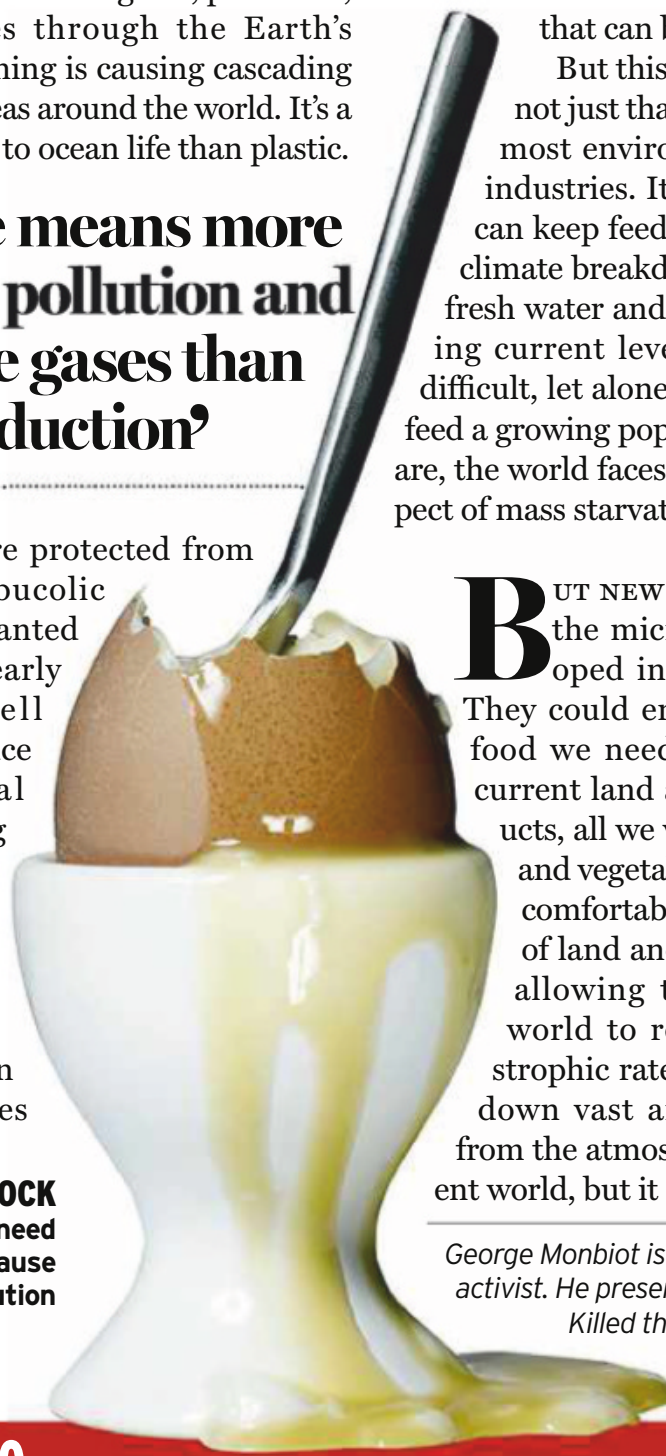 es through the Earth's
ning is causing cascading
eas around the world. It's a
to ocean life than plastic.
e means more
pollution and
e gases than
duction’
re protected from
bucolic
anted
early
ell
ce
al
g
n
es
OCK
need
ause
ution
that can b
But this
not just tha
most enviro
industries. It
can keep feed
climate breakd
fresh water and
ing current leve
difficult, let alone
feed a growing pop
are, the world faces
pect of mass starvat
BUT NEW
the micr
oped in
They could en
food we need
current land a
ucts, all we w
and vegeta
comfortab
of land an
allowing t
world to re
strophic rate
down vast ar
from the atmos
ent world, but it
George Monbiot is
activist. He presen
Killed th